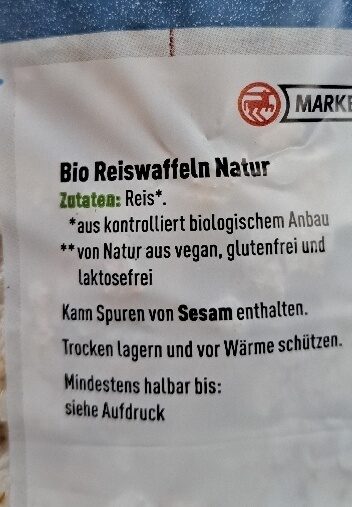 MARKE
Bio Reiswaffeln Natur
Zutaten: Reis*.
*aus kontrolliert biologischem Anbau
**von Natur aus vegan, glutenfrei und
laktosefrei
Kann Spuren von Sesam enthalten.
Trocken lagern und vor Wärme schützen.
Mindestens halbar bis:
siehe Aufdruck